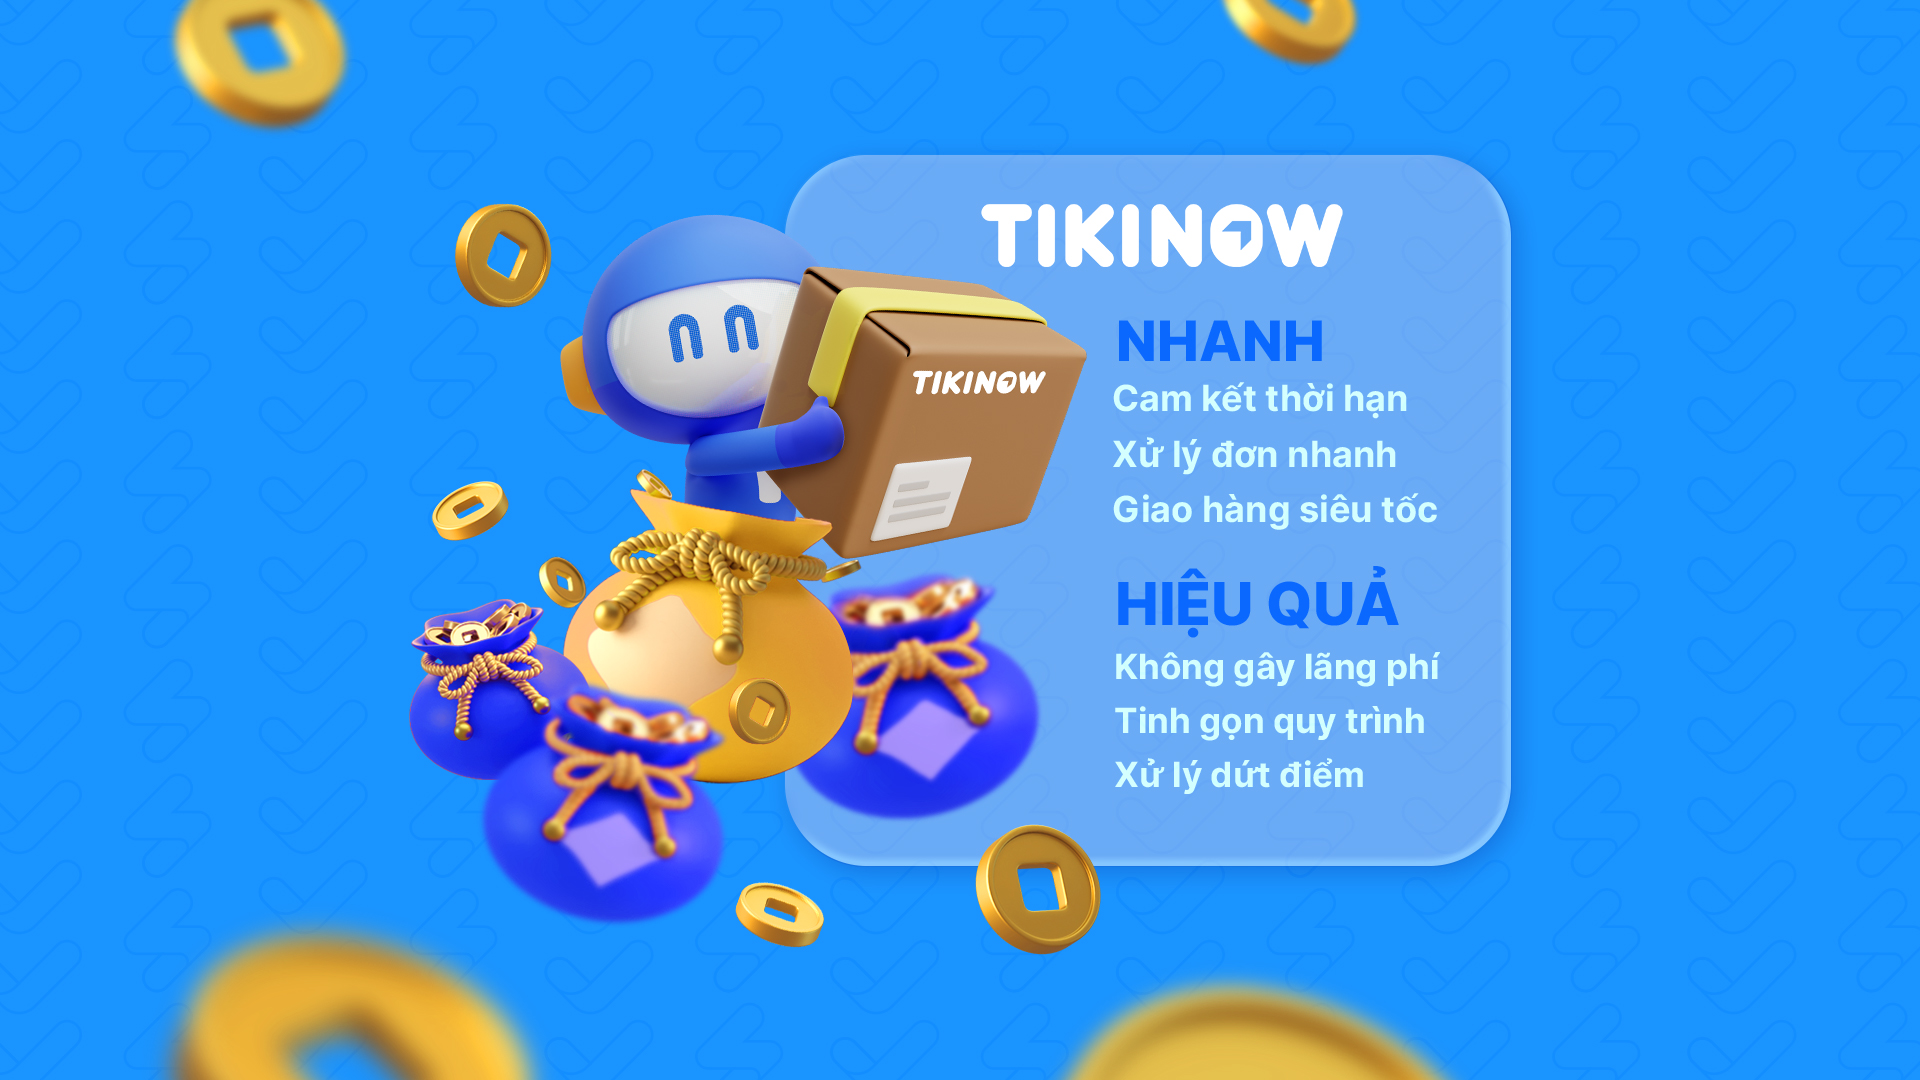 TIKINOW
TIKINOW
NHANH
Cam kết thời hạn
Xử lý đơn nhanh
Giao hàng siêu tốc
HIỆU QUẢ
Không gây lãng phí
Tinh gọn quy trình
Xử lý dứt điểm